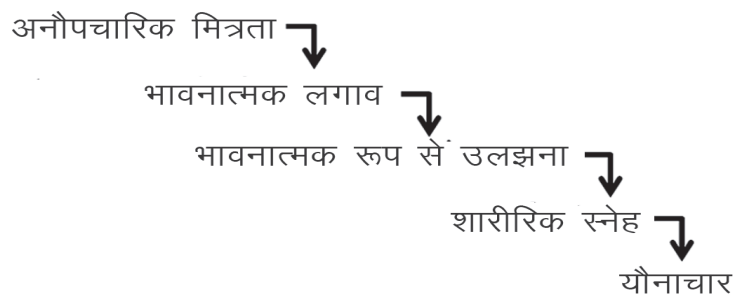 अनौपचारिक मित्रता
भावनात्मक लगाव
भावनात्मक रूप से उलझना
शारीरिक स्नेह
यौनाचार